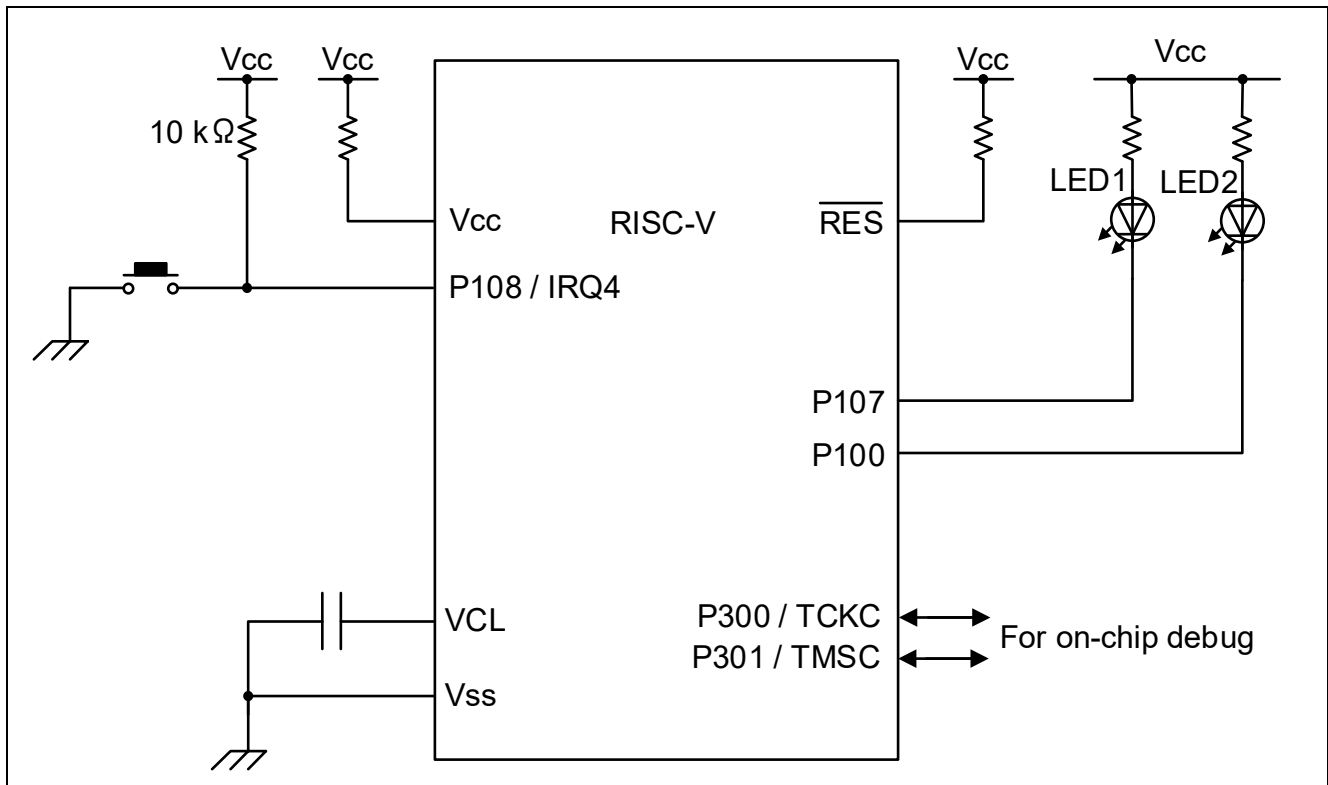 Vcc
Vcc
Vcc
Vcc
10 kΩ
LED1
LED2
Vcc
RISC-V
RES
P108 / IRQ4
P107
P100
VCL
P300 / TCKC
For on-chip debug
P301 / TMSC
Vss